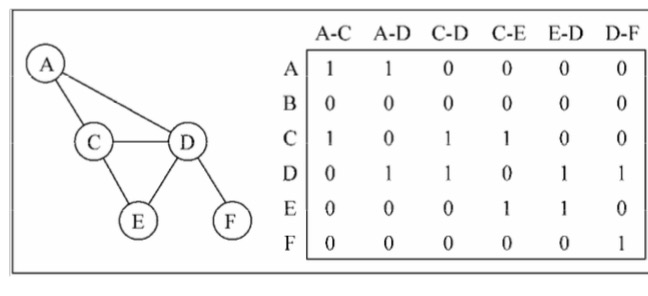 A-C A-D C-D C-E E-D D-F
A 1 1 0 0 0 0
B 0 0 0 0 0 0
C 1 0 1 1 0 0
D 0 1 1 0 1 1
E 0 0 0 1 1 0
F 0 0 0 0 0 1
A
C D
E F